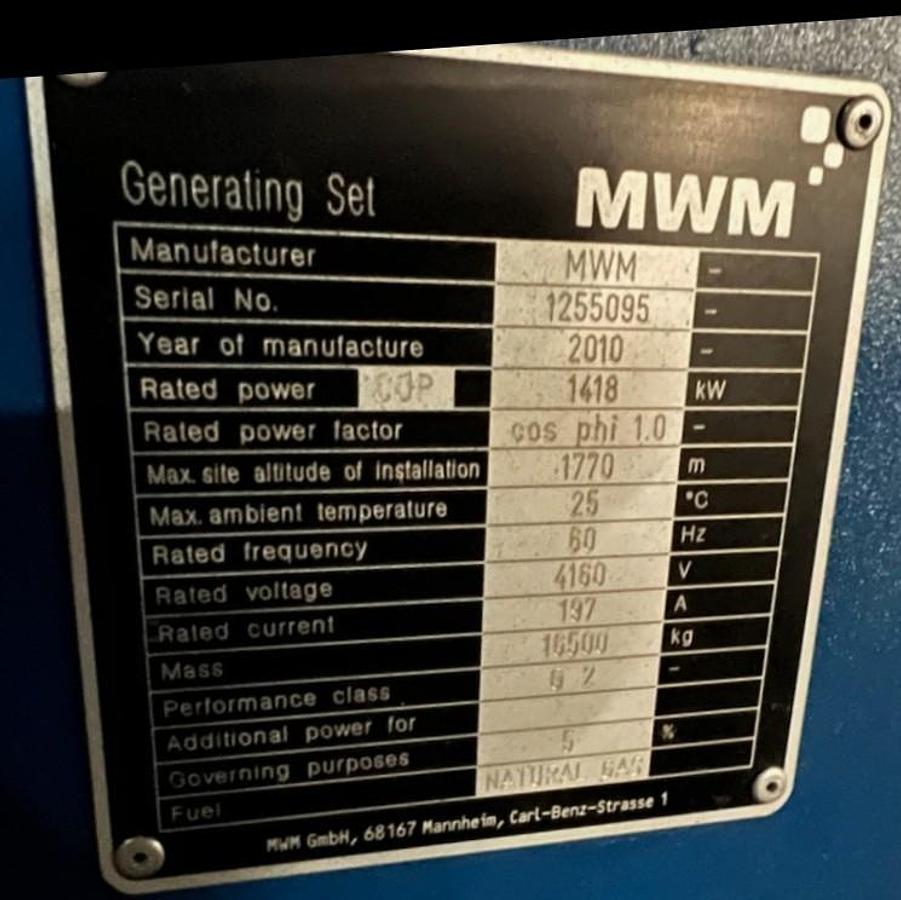 Generating Set MWM
Manufacturer MWM -
Serial No. 1255095 -
Year of manufacture 2010 -
Rated power COP 1418 kW
Rated power factor cos phi 1.0 -
Max. site altitude of installation 1770 m
Max. ambient temperature 25 °C
Rated frequency 60 Hz
Rated voltage 4160 V
Rated current 197 A
Mass 16500 kg
Performance class G 2 -
Additional power for
Governing purposes 5 %
Fuel NATURAL GAS
MWM GmbH, 68167 Mannheim, Carl-Benz-Strasse 1